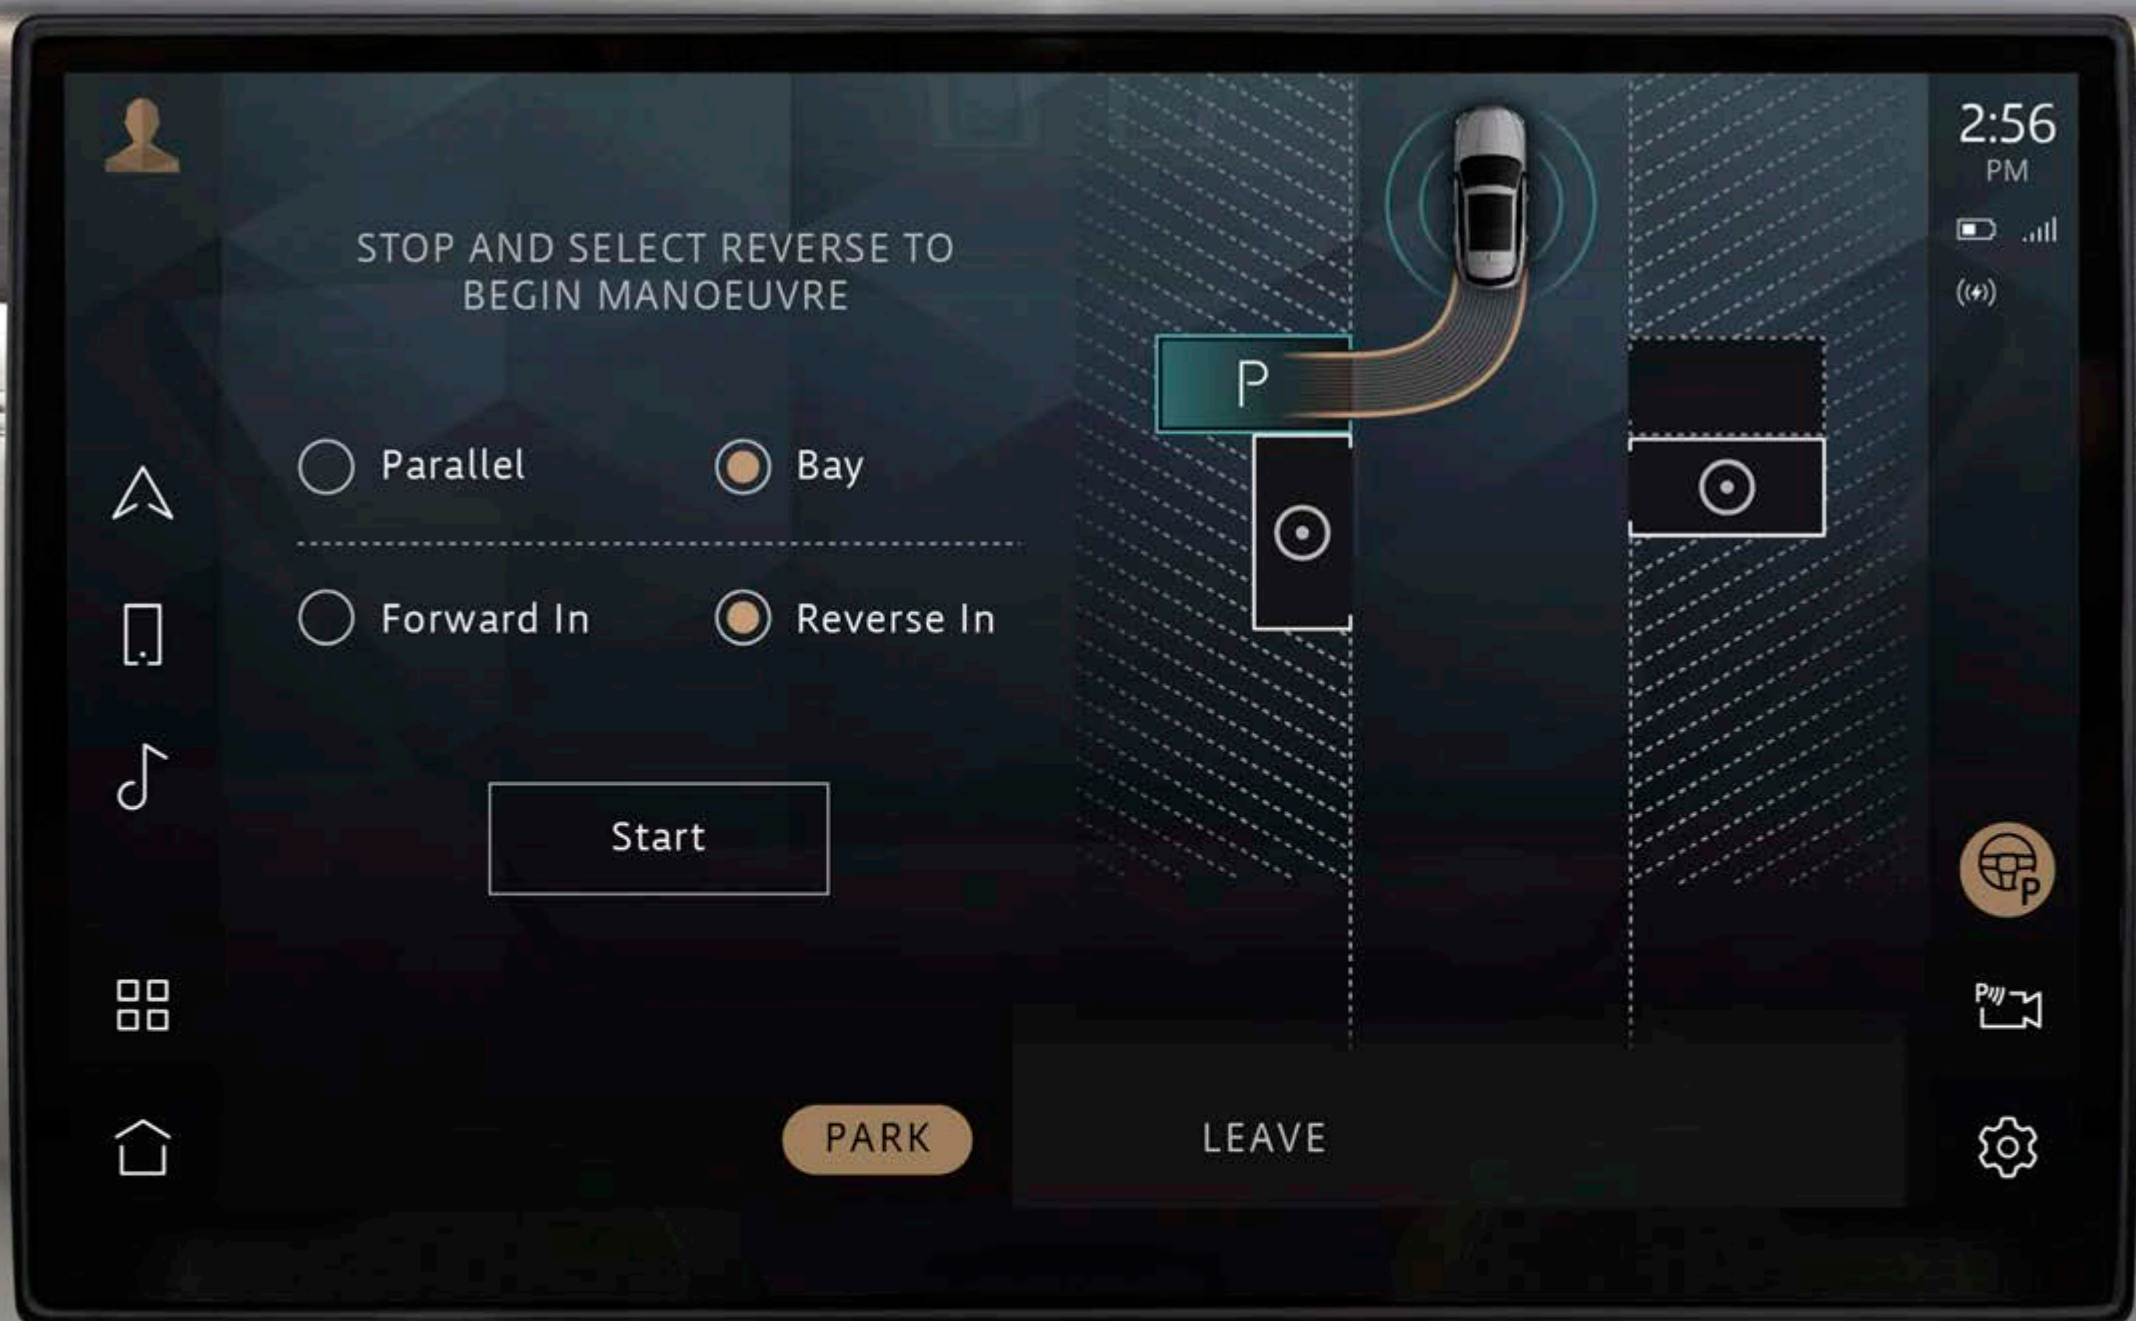 2:56
PM
STOP AND SELECT REVERSE TO
BEGIN MANOEUVRE
P
Parallel
Bay
Forward In
Reverse In
Start
P
P
PARK
LEAVE